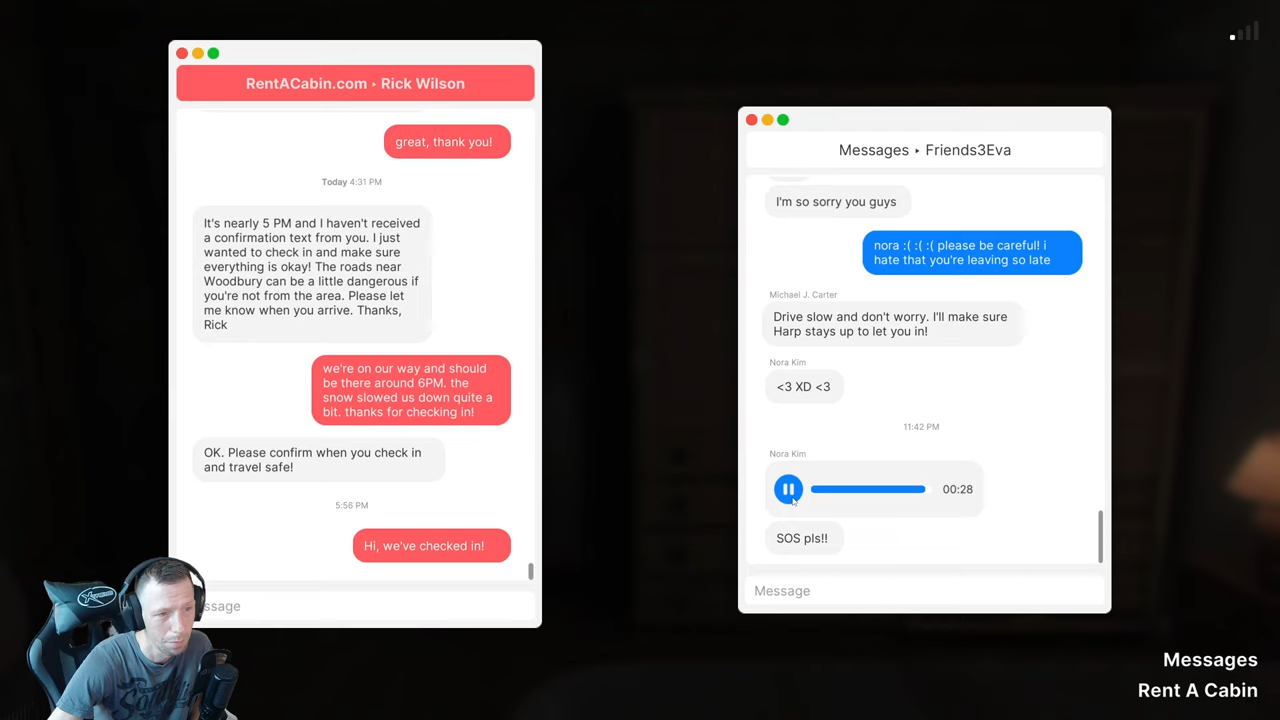 RentACabin.com ‣ Rick Wilson
great, thank you!
Today 4:31 PM
It's nearly 5 PM and I haven't received
a confirmation text from you. I just
wanted to check in and make sure
everything is okay! The roads near
Woodbury can be a little dangerous if
you're not from the area. Please let
me know when you arrive. Thanks,
Rick
we're on our way and should
be there around 6PM. the
snow slowed us down quite a
bit. thanks for checking in!
OK. Please confirm when you check in
and travel safe!
5:56 PM
Hi, we've checked in!
ssage
Messages ‣ Friends3Eva
I'm so sorry you guys
nora :( :( :( please be careful! i
hate that you're leaving so late
Michael J. Carter
Drive slow and don't worry. I'll make sure
Harp stays up to let you in!
Nora Kim
<3 XD <3
11:42 PM
Nora Kim
00:28
SOS pls!!
Message
Messages
Rent A Cabin